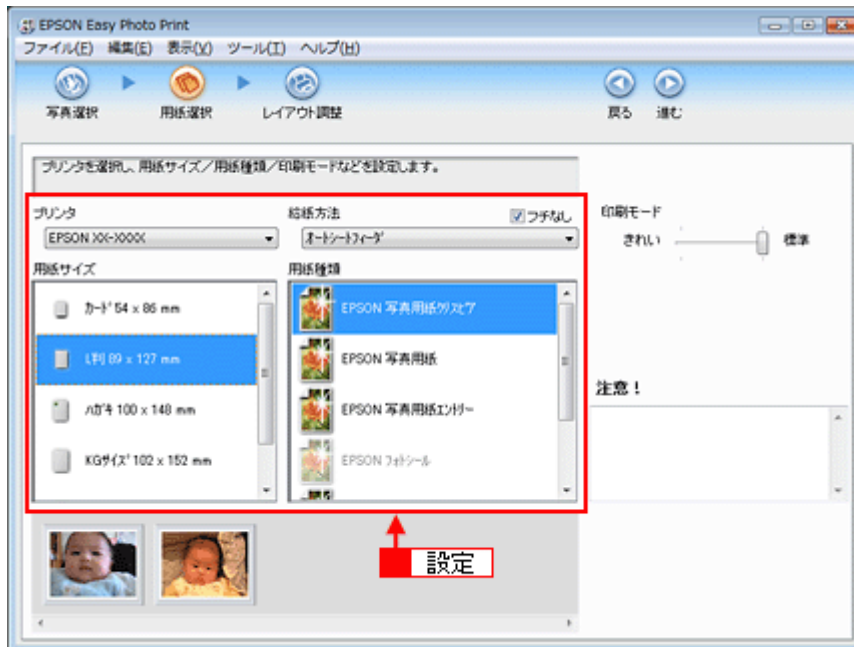 EPSON Easy Photo Print
ファイル(F) 編集(E) 表示(V) ツール(T) ヘルプ(H)
写真選択 用紙選択 レイアウト調整 戻る 進む
プリンタを選択し、用紙サイズ/用紙種類/印刷モードなどを設定します。
プリンタ 給紙方法 フチなし 印刷モード
EPSON XX-XXXX オートシートフィーダ きれい 標準
用紙サイズ 用紙種類
カード 54 x 86 mm EPSON 写真用紙クリスピア
L判 89 x 127 mm EPSON 写真用紙
注意!
ハガキ 100 x 148 mm EPSON 写真用紙エントリー
KGサイズ 102 x 152 mm EPSON フォトシール
設定